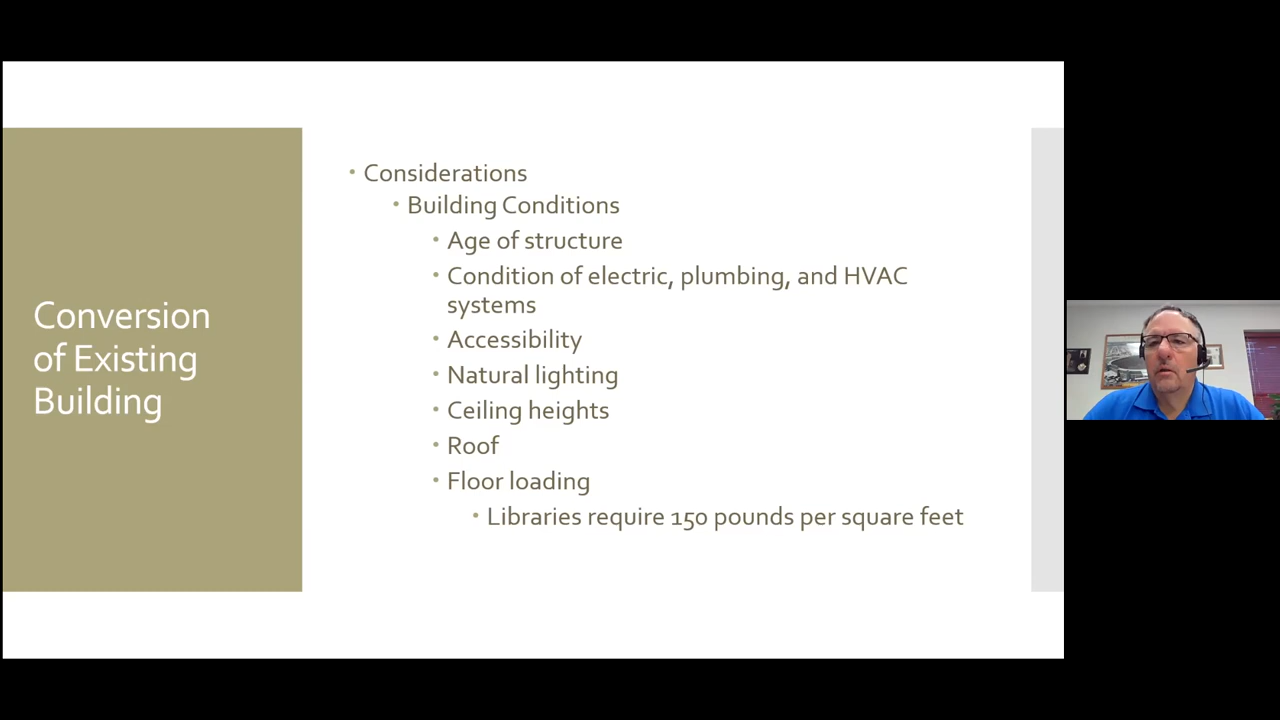 Conversion
of Existing
Building
Considerations
Building Conditions
Age of structure
Condition of electric, plumbing, and HVAC
systems
Accessibility
Natural lighting
Ceiling heights
Roof
Floor loading
Libraries require 150 pounds per square feet